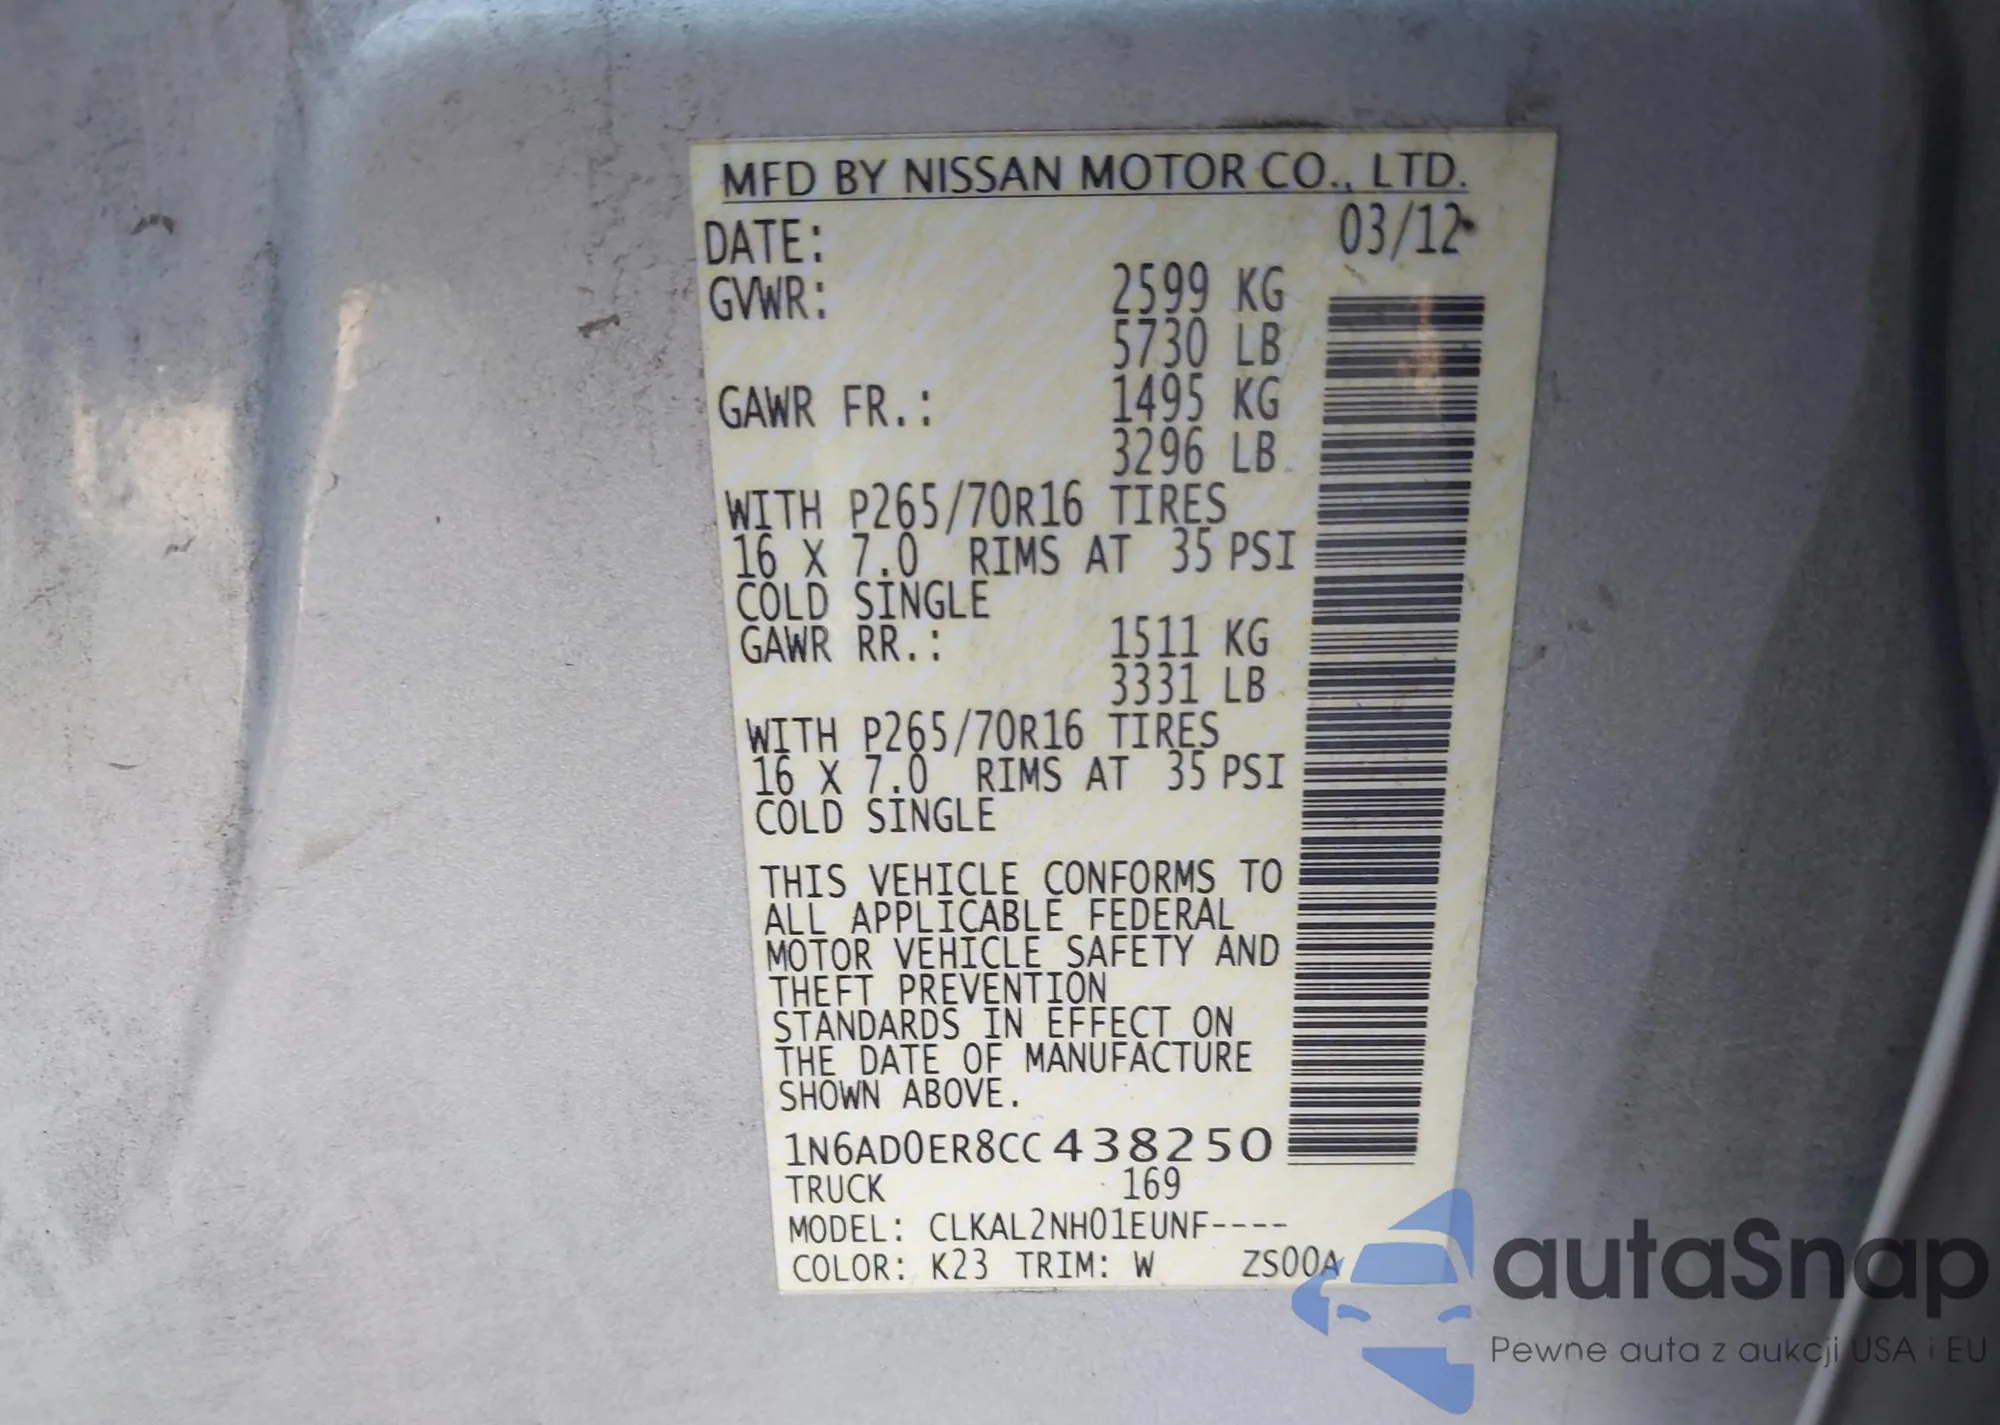 MFD BY NISSAN MOTOR CO., LTD.
DATE: 03/12
GVWR: 2599 KG
5730 LB
GAWR FR.: 1495 KG
3296 LB
WITH P265/70R16 TIRES
16 X 7.0 RIMS AT 35 PSI
COLD SINGLE
GAWR RR.: 1511 KG
3331 LB
WITH P265/70R16 TIRES
16 X 7.0 RIMS AT 35 PSI
COLD SINGLE
THIS VEHICLE CONFORMS TO
ALL APPLICABLE FEDERAL
MOTOR VEHICLE SAFETY AND
THEFT PREVENTION
STANDARDS IN EFFECT ON
THE DATE OF MANUFACTURE
SHOWN ABOVE.
1N6AD0ER8CC438250
TRUCK 169
MODEL: CLKAL2NH01EUNF----
COLOR: K23 TRIM: W ZS00A
autaSnap
Pewne auta z aukcji USA i EU